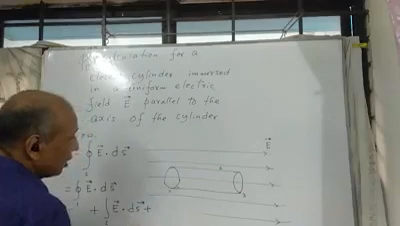 calculation for a
closed cylinder immersed
in a uniform electric
field E⃗ parallel to the
axis of the cylinder
E⃗
∮ E⃗ · ds⃗
s
= ∮ E⃗ · ds⃗
+ ∫ E⃗ · ds⃗ +
s